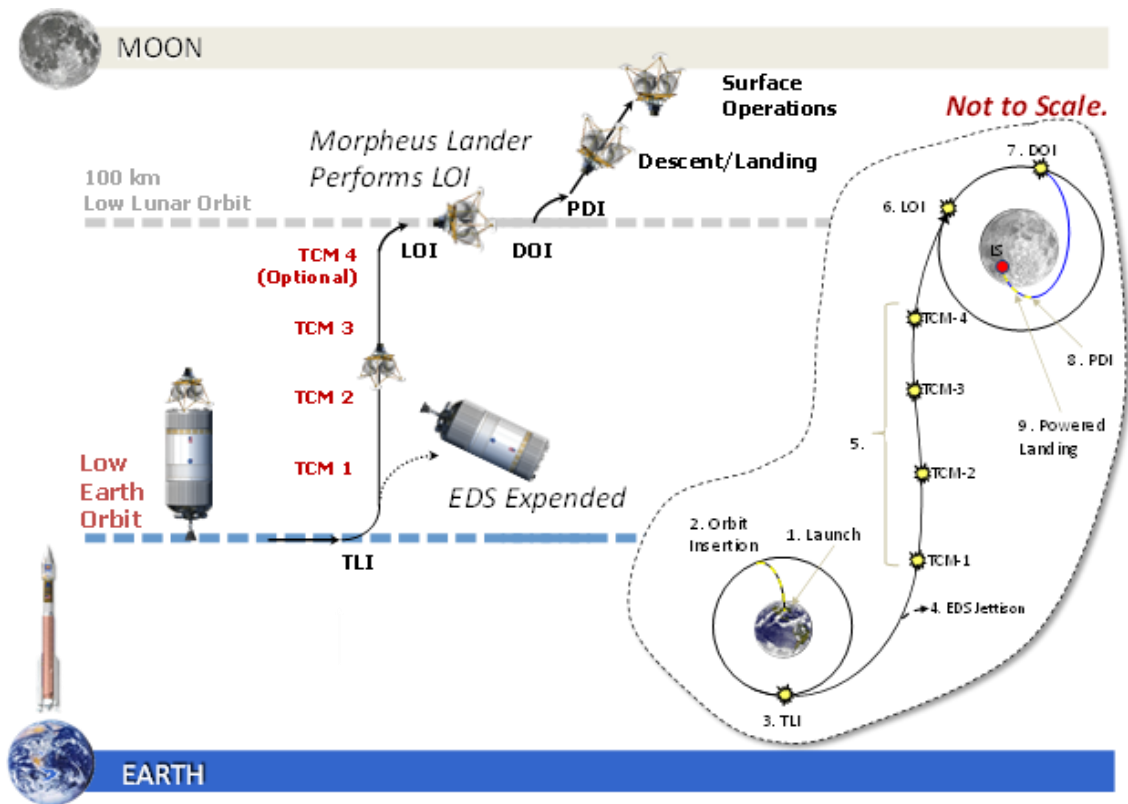 MOON
Surface
Operations
Not to Scale.
Morpheus Lander
Performs LOI
Descent/Landing
100 km
Low Lunar Orbit
PDI
LOI
DOI
TCM 4
(Optional)
TCM 3
TCM 2
TCM 1
Low
Earth
Orbit
EDS Expended
TLI
7. DOI
6. LOI
LS
TCM-4
8. PDI
TCM-3
9. Powered
Landing
5.
TCM-2
2. Orbit
Insertion
1. Launch
TCM-1
4. EDS Jettison
3. TLI
EARTH